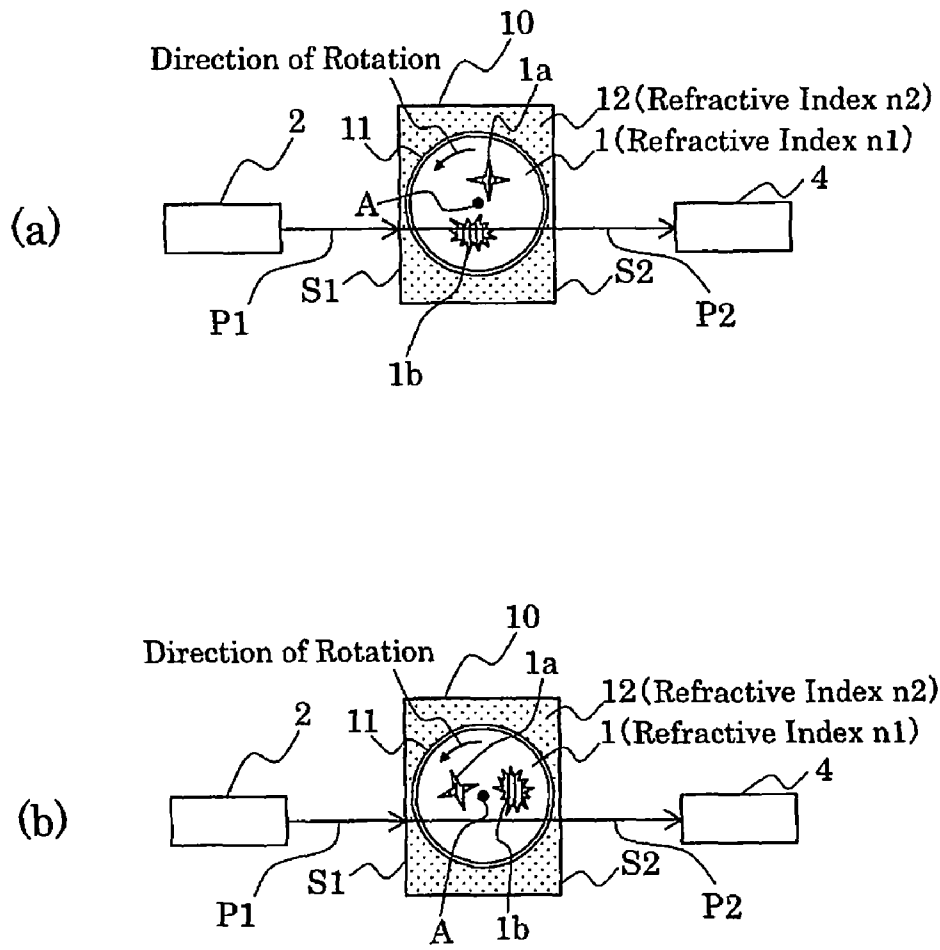 10
Direction of Rotation
1a
12 (Refractive Index n2)
11
1 (Refractive Index n1)
2
4
A
(a)
S1
S2
P1
P2
1b
10
Direction of Rotation
1a
12 (Refractive Index n2)
2
11
1 (Refractive Index n1)
4
(b)
S1
S2
P1
A
1b
P2